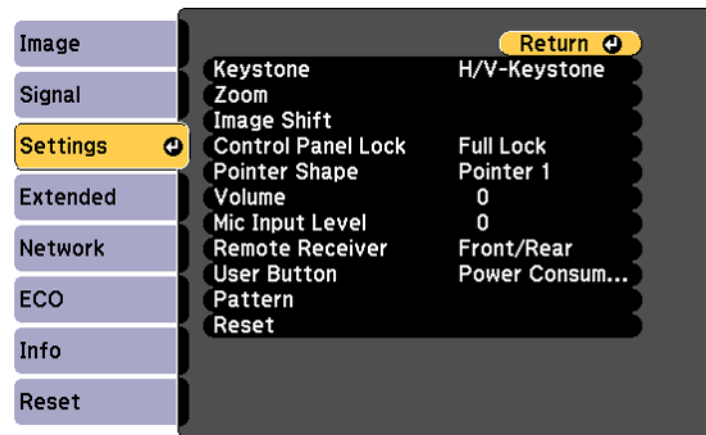 Image
Signal
Settings
Extended
Network
ECO
Info
Reset
Return
Keystone H/V-Keystone
Zoom
Image Shift
Control Panel Lock Full Lock
Pointer Shape Pointer 1
Volume 0
Mic Input Level 0
Remote Receiver Front/Rear
User Button Power Consum...
Pattern
Reset